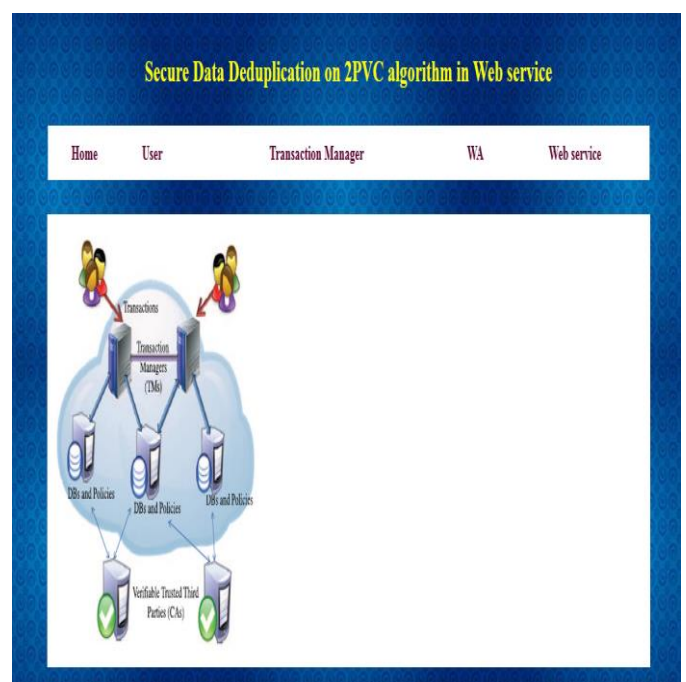 Secure Data Deduplication on 2PVC algorithm in Web service
Home User Transaction Manager WA Web service
Transactions
Transaction
Managers
(TMs)
DBs and Policies
DBs and Policies
DBs and Policies
Verifiable Trusted Third
Parties (CAs)